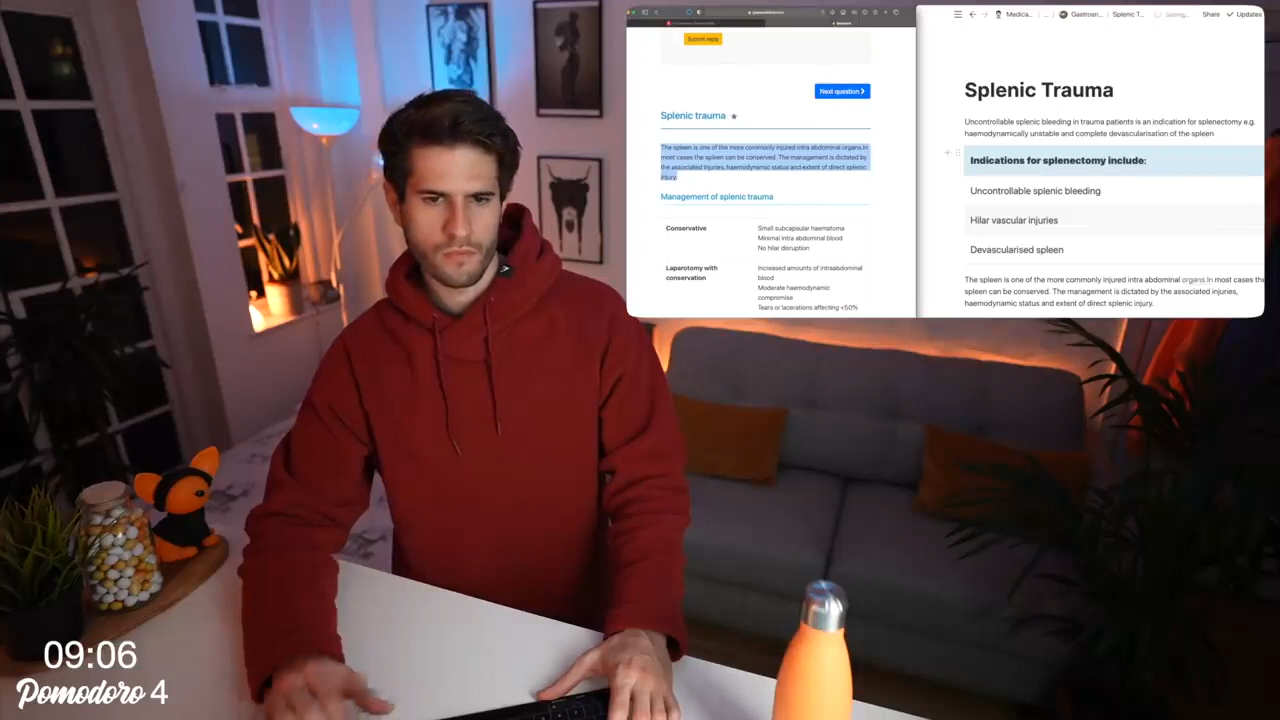 Submit reply
Next question
Splenic trauma
The spleen is one of the more commonly injured intra abdominal organs.In
most cases the spleen can be conserved. The management is dictated by
the associated injuries, haemodynamic status and extent of direct splenic
injury.
Management of splenic trauma
Conservative
Small subcapsular haematoma
Minimal intra abdominal blood
No hilar disruption
Laparotomy with
conservation
Increased amounts of intraabdominal
blood
Moderate haemodynamic
compromise
Tears or lacerations affecting <50%
Medica...
...
Gastroen...
Splenic T...
Saving...
Share
Updates
Splenic Trauma
Uncontrollable splenic bleeding in trauma patients is an indication for splenectomy e.g.
haemodynamically unstable and complete devascularisation of the spleen
Indications for splenectomy include:
Uncontrollable splenic bleeding
Hilar vascular injuries
Devascularised spleen
The spleen is one of the more commonly injured intra abdominal organs.In most cases the
spleen can be conserved. The management is dictated by the associated injuries,
haemodynamic status and extent of direct splenic injury.
09:06
Pomodoro 4